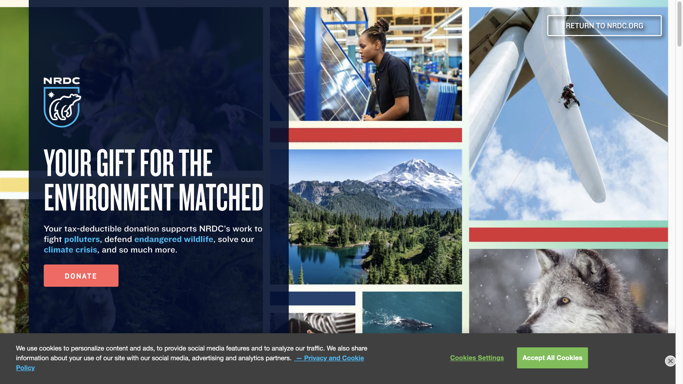 RETURN TO NRDC.ORG
NRDC
YOUR GIFT FOR THE
ENVIRONMENT MATCHED
Your tax-deductible donation supports NRDC's work to
fight polluters, defend endangered wildlife, solve our
climate crisis, and so much more.
DONATE
We use cookies to personalize content and ads, to provide social media features and to analyze our traffic. We also share
information about your use of our site with our social media, advertising and analytics partners. — Privacy and Cookie
Policy
Cookies Settings
Accept All Cookies